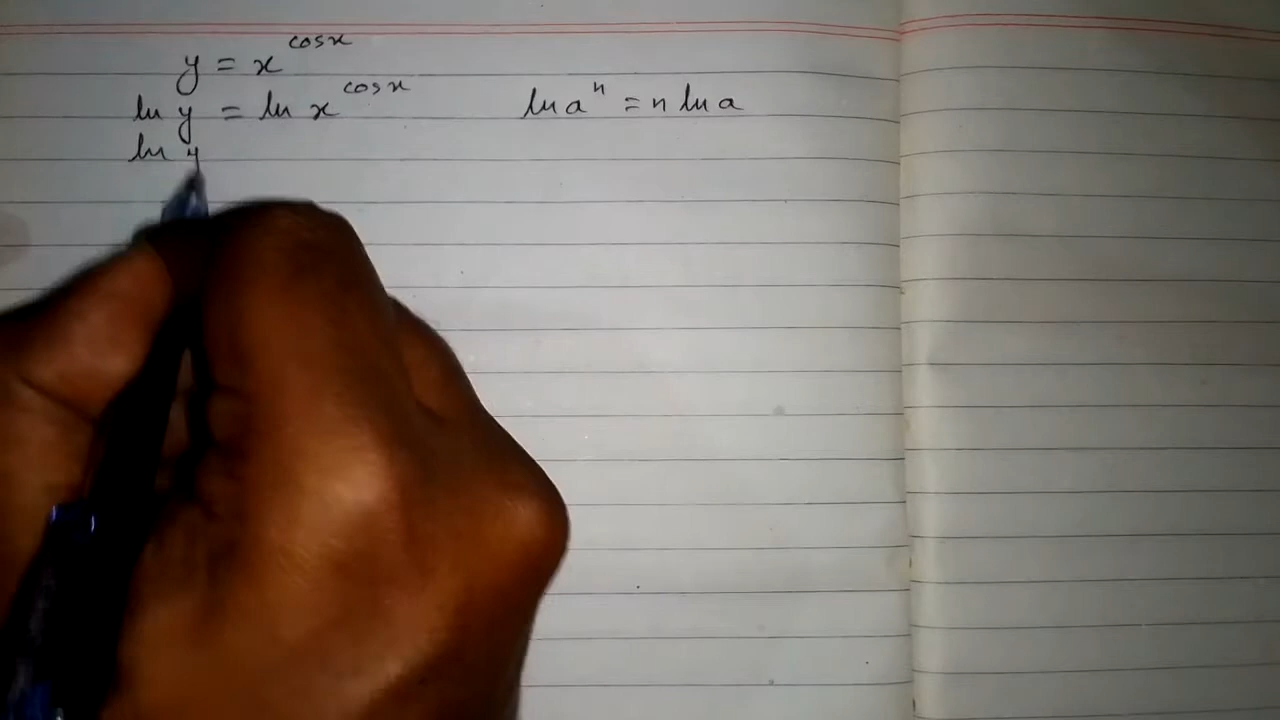 y = x^cosx
ln y = ln x^cosx ln a^n = n ln a
ln y